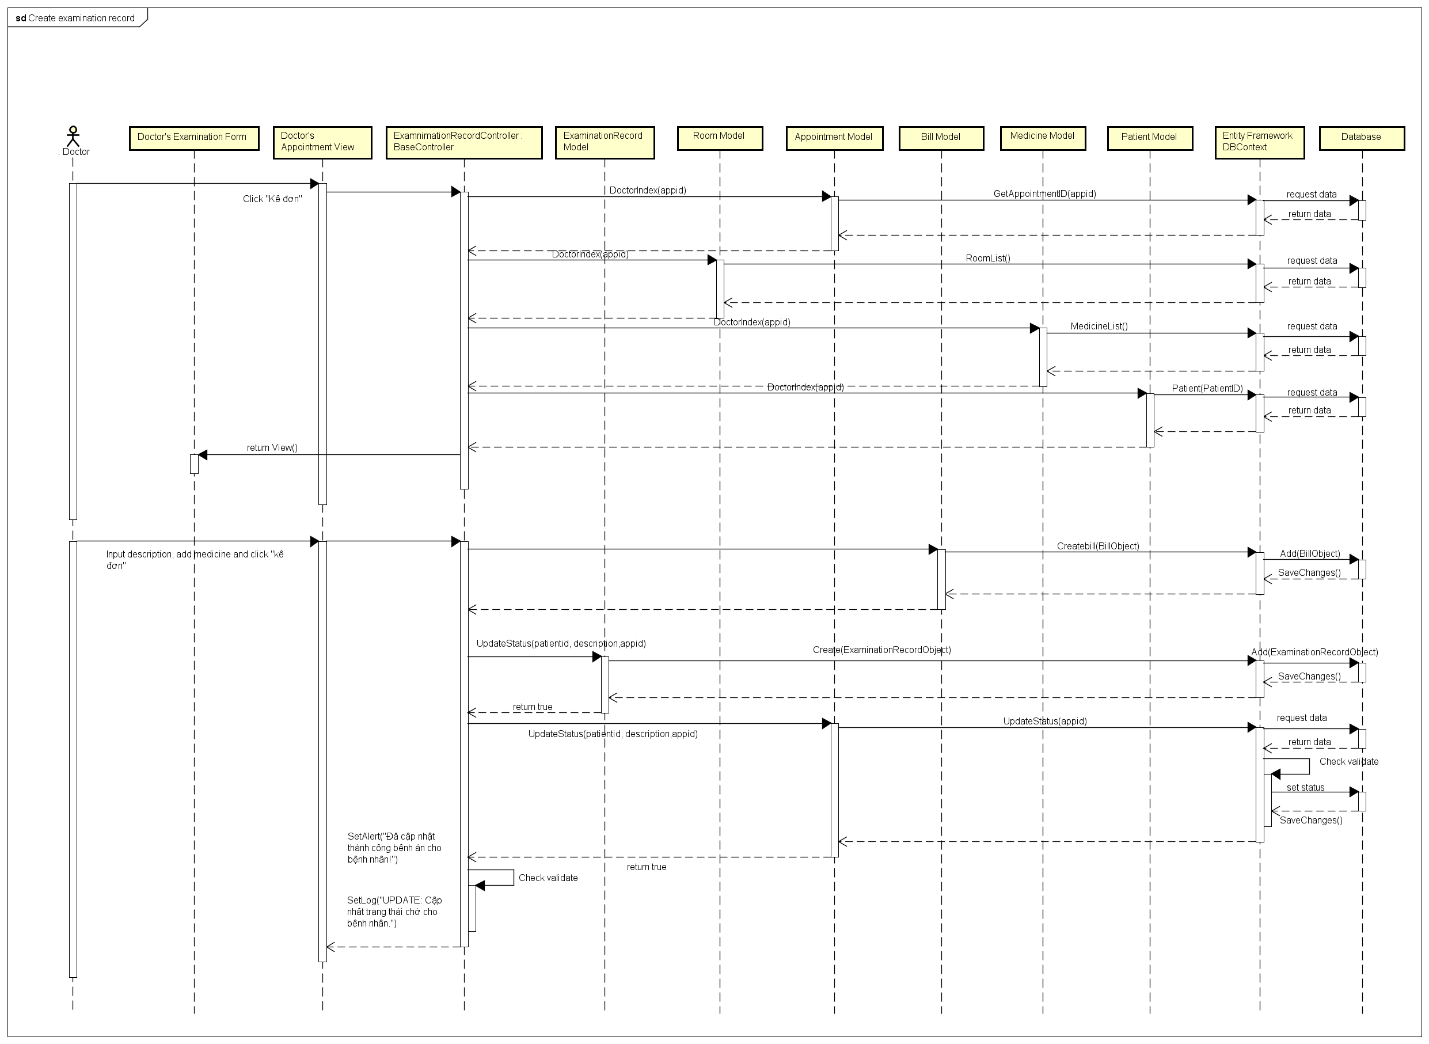 sd Create examination record
Doctor
Doctor's Examination Form
Doctor's
Appointment View
ExamnimationRecordController :
BaseController
ExaminationRecord
Model
Room Model
Appointment Model
Bill Model
Medicine Model
Patient Model
Entity Framework
DBContext
Database
Click "Kê đơn"
DoctorIndex(appid)
GetAppointmentID(appid)
request data
return data
DoctorIndex(appid)
RoomList()
request data
return data
DoctorIndex(appid)
MedicineList()
request data
return data
DoctorIndex(appid)
Patient(PatientID)
request data
return data
return View()
Input description, add medicine and click "kê
đơn"
Createbill(BillObject)
Add(BillObject)
SaveChanges()
UpdateStatus(patientid, description,appid)
Create(ExaminationRecordObject)
Add(ExaminationRecordObject)
SaveChanges()
return true
UpdateStatus(patientid, description,appid)
UpdateStatus(appid)
request data
return data
Check validate
set status
SaveChanges()
SetAlert("Đã cập nhật
thành công bệnh án cho
bệnh nhân!")
return true
Check validate
SetLog("UPDATE: Cập
nhật trạng thái chờ cho
bệnh nhân.")